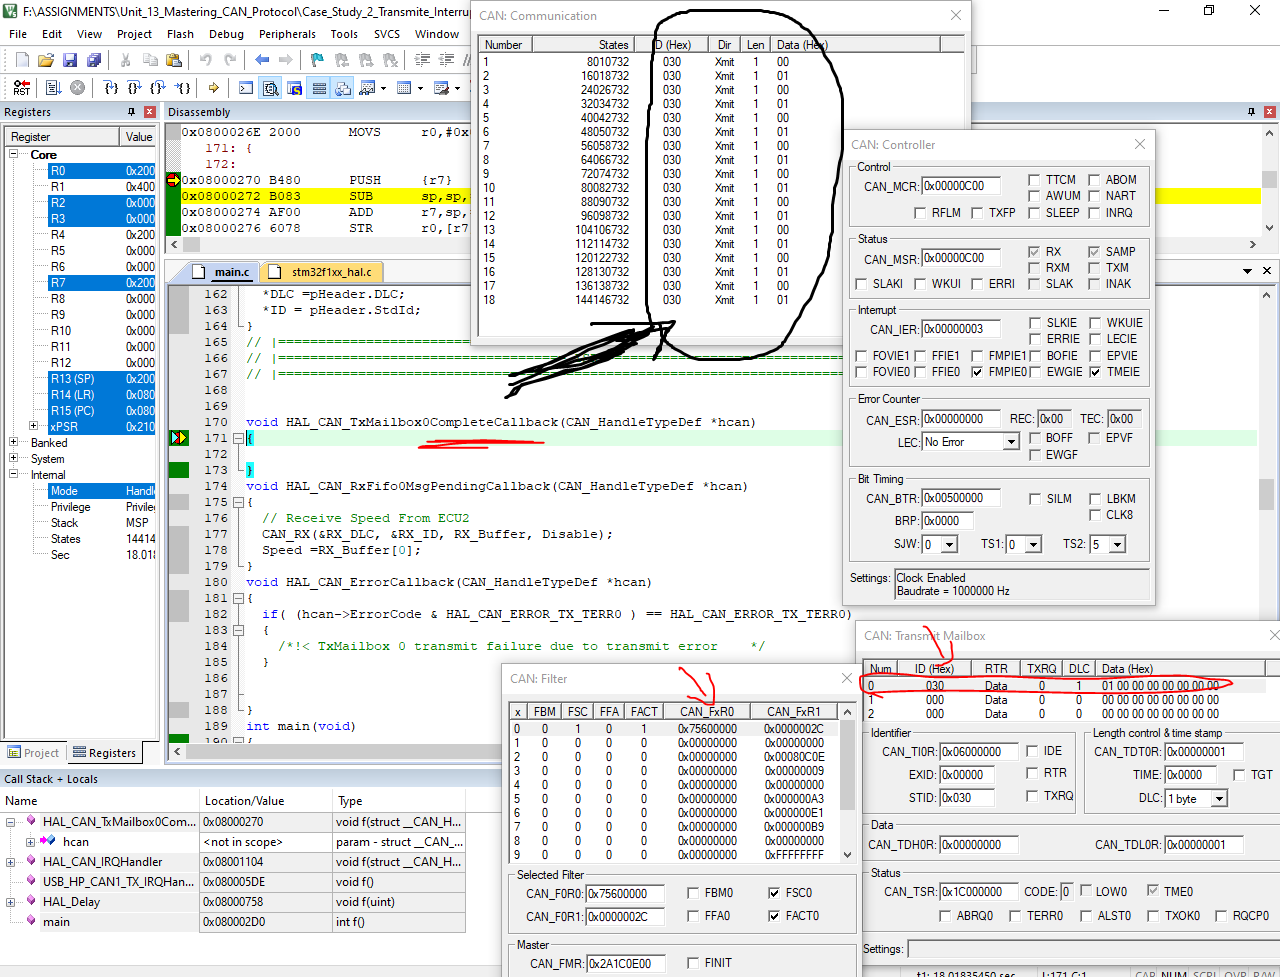 F:\ASSIGNMENTS\Unit_13_Mastering_CAN_Protocol\Case_Study_2_Transmite_Interrup
File Edit View Project Flash Debug Peripherals Tools SVCS Window
Registers
Register Value
Core
R0 0x200
R1 0x400
R2 0x000
R3 0x000
R4 0x200
R5 0x000
R6 0x000
R7 0x200
R8 0x000
R9 0x000
R10 0x000
R11 0x000
R12 0x000
R13 (SP) 0x200
R14 (LR) 0x080
R15 (PC) 0x080
xPSR 0x210
Banked
System
Internal
Mode Handl
Privilege Privile
Stack MSP
States 14414
Sec 18.018
Project Registers
Disassembly
0x0800026E 2000 MOVS r0,#0x0
171: {
172:
0x08000270 B480 PUSH {r7}
0x08000272 B083 SUB sp,sp,
0x08000274 AF00 ADD r7,sp,
0x08000276 6078 STR r0,[r7
main.c stm32f1xx_hal.c
162 *DLC =pHeader.DLC;
163 *ID = pHeader.StdId;
164 }
165 // |=====================
166 // |=====================
167 // |=====================
168
169
170 void HAL_CAN_TxMailbox0CompleteCallback(CAN_HandleTypeDef *hcan)
171 {
172
173 }
174 void HAL_CAN_RxFifo0MsgPendingCallback(CAN_HandleTypeDef *hcan)
175 {
176 // Receive Speed From ECU2
177 CAN_RX(&RX_DLC, &RX_ID, RX_Buffer, Disable);
178 Speed =RX_Buffer[0];
179 }
180 void HAL_CAN_ErrorCallback(CAN_HandleTypeDef *hcan)
181 {
182 if( (hcan->ErrorCode & HAL_CAN_ERROR_TX_TERR0 ) == HAL_CAN_ERROR_TX_TERR0)
183 {
184 /*!< TxMailbox 0 transmit failure due to transmit error */
185 }
186
187
188 }
189 int main(void)
190 {
CAN: Communication
Number States ID (Hex) Dir Len Data (Hex)
1 8010732 030 Xmit 1 00
2 16018732 030 Xmit 1 01
3 24026732 030 Xmit 1 00
4 32034732 030 Xmit 1 01
5 40042732 030 Xmit 1 00
6 48050732 030 Xmit 1 01
7 56058732 030 Xmit 1 00
8 64066732 030 Xmit 1 01
9 72074732 030 Xmit 1 00
10 80082732 030 Xmit 1 01
11 88090732 030 Xmit 1 00
12 96098732 030 Xmit 1 01
13 104106732 030 Xmit 1 00
14 112114732 030 Xmit 1 01
15 120122732 030 Xmit 1 00
16 128130732 030 Xmit 1 01
17 136138732 030 Xmit 1 00
18 144146732 030 Xmit 1 01
CAN: Controller
Control
CAN_MCR: 0x00000C00 TTCM ABOM
AWUM NART
RFLM TXFP SLEEP INRQ
Status
CAN_MSR: 0x00000C00 RX SAMP
RXM TXM
SLAKI WKUI ERRI SLAK INAK
Interrupt
CAN_IER: 0x00000003 SLKIE WKUIE
ERRIE LECIE
FOVIE1 FFIE1 FMPIE1 BOFIE EPVIE
FOVIE0 FFIE0 FMPIE0 EWGIE TMEIE
Error Counter
CAN_ESR: 0x00000000 REC: 0x00 TEC: 0x00
LEC: No Error BOFF EPVF
EWGF
Bit Timing
CAN_BTR: 0x00500000 SILM LBKM
BRP: 0x0000 CLK8
SJW: 0 TS1: 0 TS2: 5
Settings: Clock Enabled
Baudrate = 1000000 Hz
CAN: Transmit Mailbox
Num ID (Hex) RTR TXRQ DLC Data (Hex)
0 030 Data 0 1 01 00 00 00 00 00 00 00
1 000 Data 0 0 00 00 00 00 00 00 00 00
2 000 Data 0 0 00 00 00 00 00 00 00 00
Identifier
CAN_TI0R: 0x06000000 IDE
EXID: 0x00000 RTR
STID: 0x030 TXRQ
Length control & time stamp
CAN_TDT0R: 0x00000001
TIME: 0x0000 TGT
DLC: 1 byte
Data
CAN_TDH0R: 0x00000000 CAN_TDL0R: 0x00000001
Status
CAN_TSR: 0x1C000000 CODE: 0 LOW0 TME0
ABRQ0 TERR0 ALST0 TXOK0 RQCP0
Settings:
CAN: Filter
x FBM FSC FFA FACT CAN_FxR0 CAN_FxR1
0 0 1 0 1 0x75600000 0x0000002C
1 0 0 0 0 0x00000000 0x00000000
2 0 0 0 0 0x00000000 0x00080C0E
3 0 0 0 0 0x00000000 0x00000009
4 0 0 0 0 0x00000000 0x00000000
5 0 0 0 0 0x00000000 0x000000A3
6 0 0 0 0 0x00000000 0x000000E1
7 0 0 0 0 0x00000000 0x000000B9
8 0 0 0 0 0x00000000 0x00000000
9 0 0 0 0 0x00000000 0xFFFFFFFF
Selected Filter
CAN_F0R0: 0x75600000 FBM0 FSC0
CAN_F0R1: 0x0000002C FFA0 FACT0
Master
CAN_FMR: 0x2A1C0E00 FINIT
Call Stack + Locals
Name Location/Value Type
HAL_CAN_TxMailbox0Com... 0x08000270 void f(struct __CAN_H...
hcan <not in scope> param - struct __CAN_...
HAL_CAN_IRQHandler 0x08001104 void f(struct __CAN_H...
USB_HP_CAN1_TX_IRQHan... 0x080005DE void f()
HAL_Delay 0x08000758 void f(uint)
main 0x080002D0 int f()
t1: 18.01835450 sec L:171 C:1 CAP NUM SCRL OVR R/W